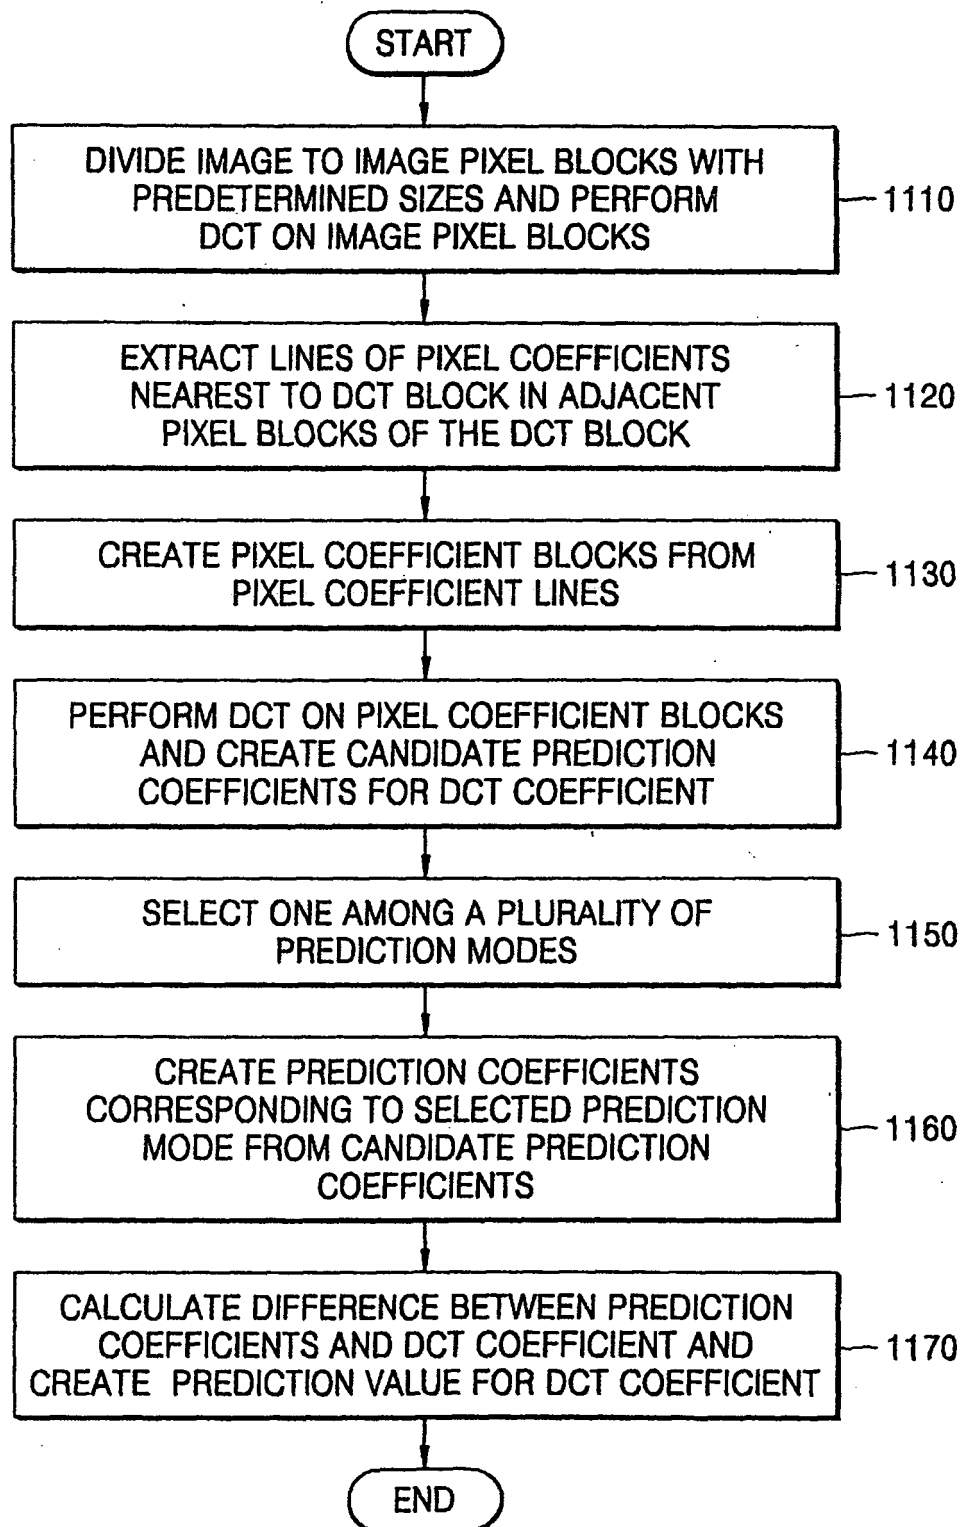 START
DIVIDE IMAGE TO IMAGE PIXEL BLOCKS WITH
PREDETERMINED SIZES AND PERFORM
DCT ON IMAGE PIXEL BLOCKS
1110
EXTRACT LINES OF PIXEL COEFFICIENTS
NEAREST TO DCT BLOCK IN ADJACENT
PIXEL BLOCKS OF THE DCT BLOCK
1120
CREATE PIXEL COEFFICIENT BLOCKS FROM
PIXEL COEFFICIENT LINES
1130
PERFORM DCT ON PIXEL COEFFICIENT BLOCKS
AND CREATE CANDIDATE PREDICTION
COEFFICIENTS FOR DCT COEFFICIENT
1140
SELECT ONE AMONG A PLURALITY OF
PREDICTION MODES
1150
CREATE PREDICTION COEFFICIENTS
CORRESPONDING TO SELECTED PREDICTION
MODE FROM CANDIDATE PREDICTION
COEFFICIENTS
1160
CALCULATE DIFFERENCE BETWEEN PREDICTION
COEFFICIENTS AND DCT COEFFICIENT AND
CREATE PREDICTION VALUE FOR DCT COEFFICIENT
1170
END